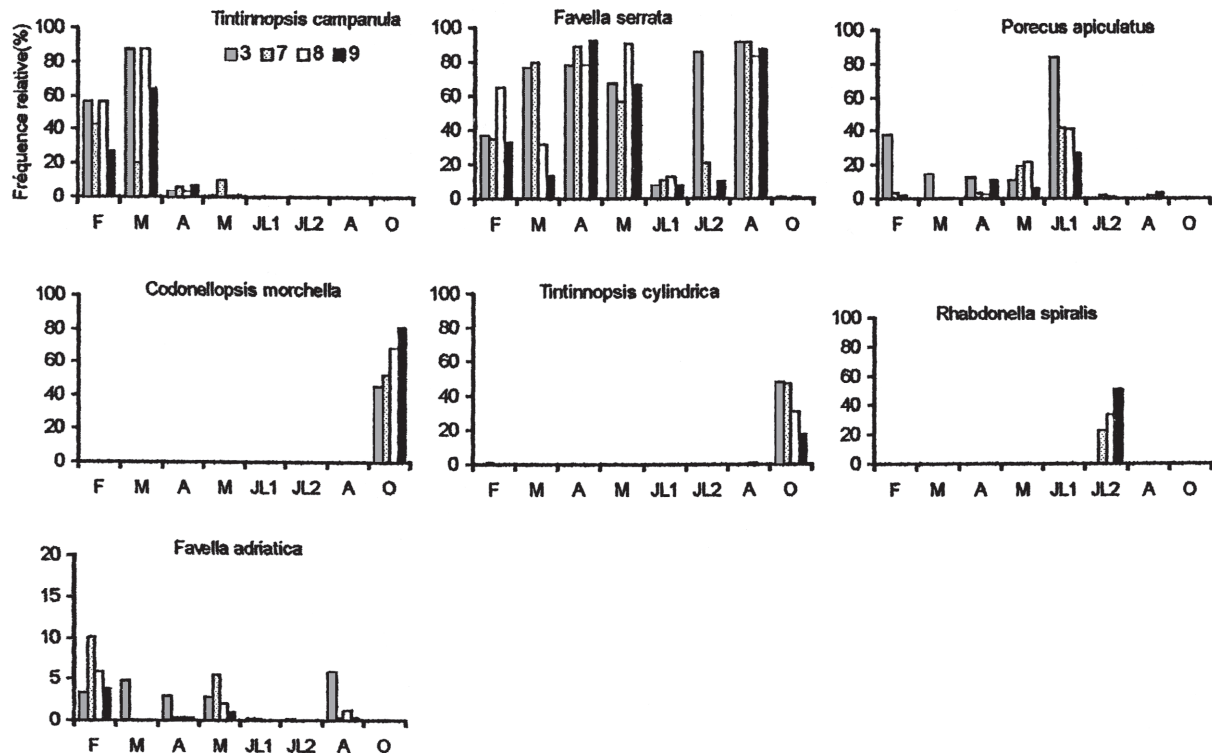 Tintinnopsis campanula
Favella serrata
Porecus apiculatus
Fréquence relative(%)
100
80
60
40
20
0
3 7 8 9
F M A M JL1 JL2 A O
100
80
60
40
20
0
F M A M JL1 JL2 A O
100
80
60
40
20
0
F M A M JL1 JL2 A O
Codonellopsis morchella
Tintinnopsis cylindrica
Rhabdonella spiralis
100
80
60
40
20
0
F M A M JL1 JL2 A O
100
80
60
40
20
0
F M A M JL1 JL2 A O
100
80
60
40
20
0
F M A M JL1 JL2 A O
Favella adriatica
20
15
10
5
0
F M A M JL1 JL2 A O